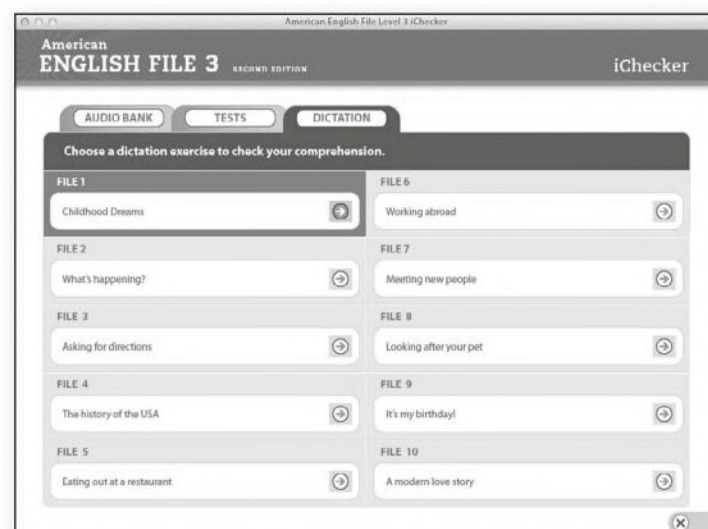 American English File Level 3 iChecker
American
ENGLISH FILE 3 SECOND EDITION
iChecker
AUDIO BANK
TESTS
DICTATION
Choose a dictation exercise to check your comprehension.
FILE 1
Childhood Dreams
FILE 2
What's happening?
FILE 3
Asking for directions
FILE 4
The history of the USA
FILE 5
Eating out at a restaurant
FILE 6
Working abroad
FILE 7
Meeting new people
FILE 8
Looking after your pet
FILE 9
It's my birthday!
FILE 10
A modern love story